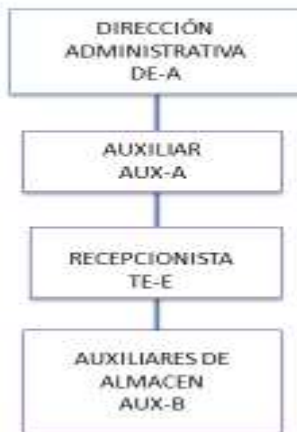 DIRECCIÓN
ADMINISTRATIVA
DE-A
AUXILIAR
AUX-A
RECEPCIONISTA
TE-E
AUXILIARES DE
ALMACEN
AUX-B